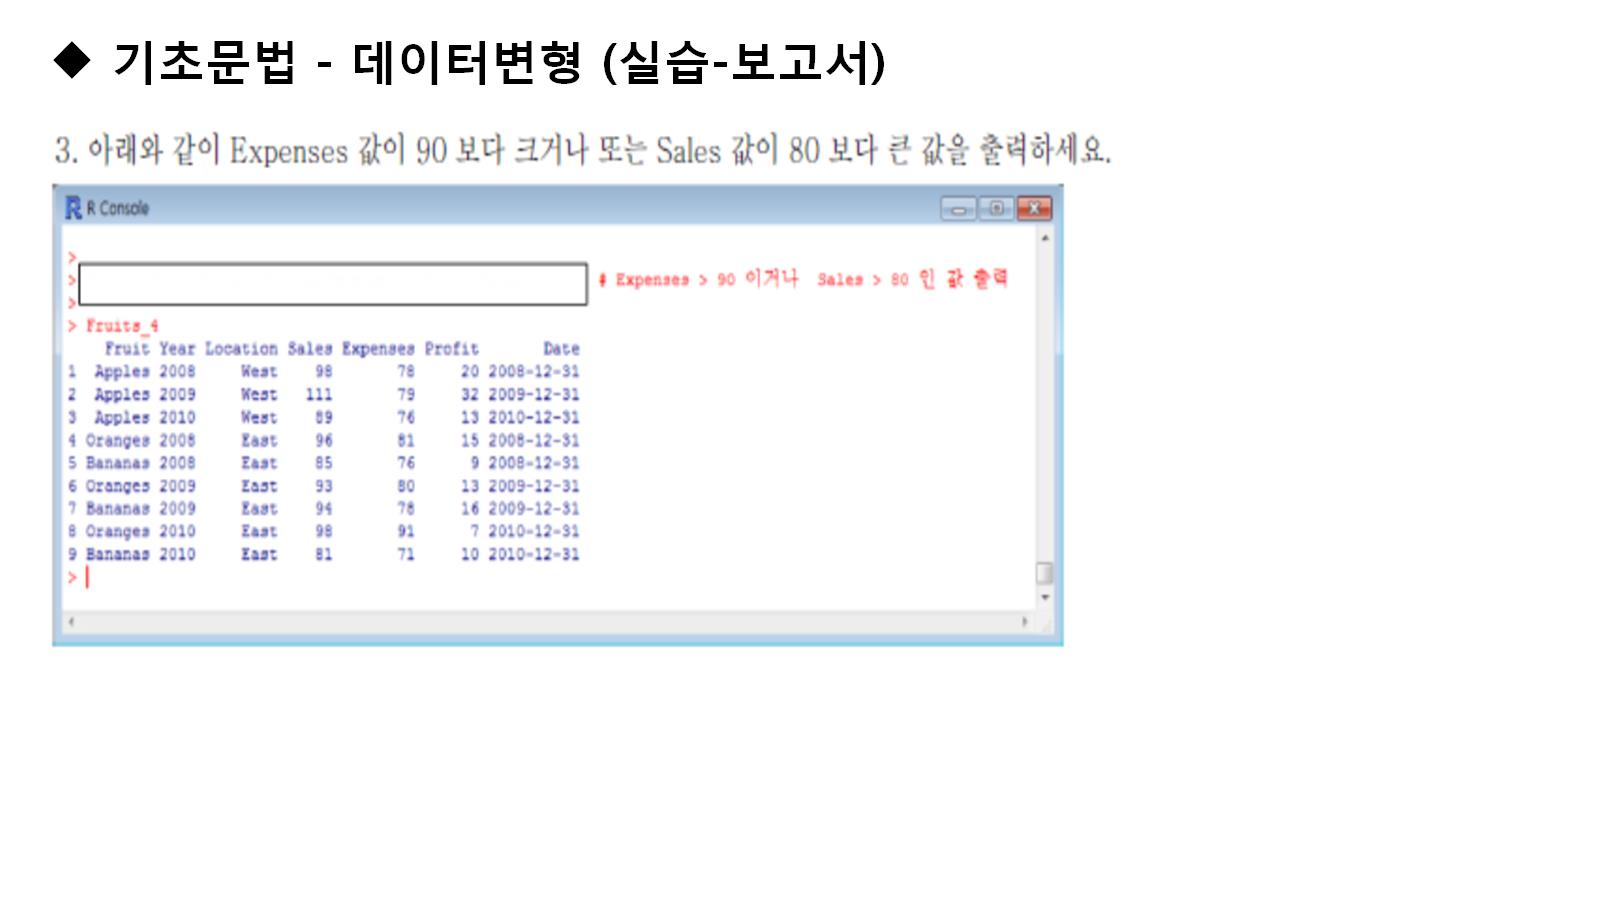 ◆ 기초문법 - 데이터변형 (실습-보고서)
3. 아래와 같이 Expenses 값이 90 보다 크거나 또는 Sales 값이 80 보다 큰 값을 출력하세요.
R R Console
>
> # Expenses > 90 이거나 Sales > 80 인 값 출력
>
> Fruits_4
Fruit Year Location Sales Expenses Profit Date
1 Apples 2008 West 98 78 20 2008-12-31
2 Apples 2009 West 111 79 32 2009-12-31
3 Apples 2010 West 89 76 13 2010-12-31
4 Oranges 2008 East 96 81 15 2008-12-31
5 Bananas 2008 East 85 76 9 2008-12-31
6 Oranges 2009 East 93 80 13 2009-12-31
7 Bananas 2009 East 94 78 16 2009-12-31
8 Oranges 2010 East 98 91 7 2010-12-31
9 Bananas 2010 East 81 71 10 2010-12-31
>